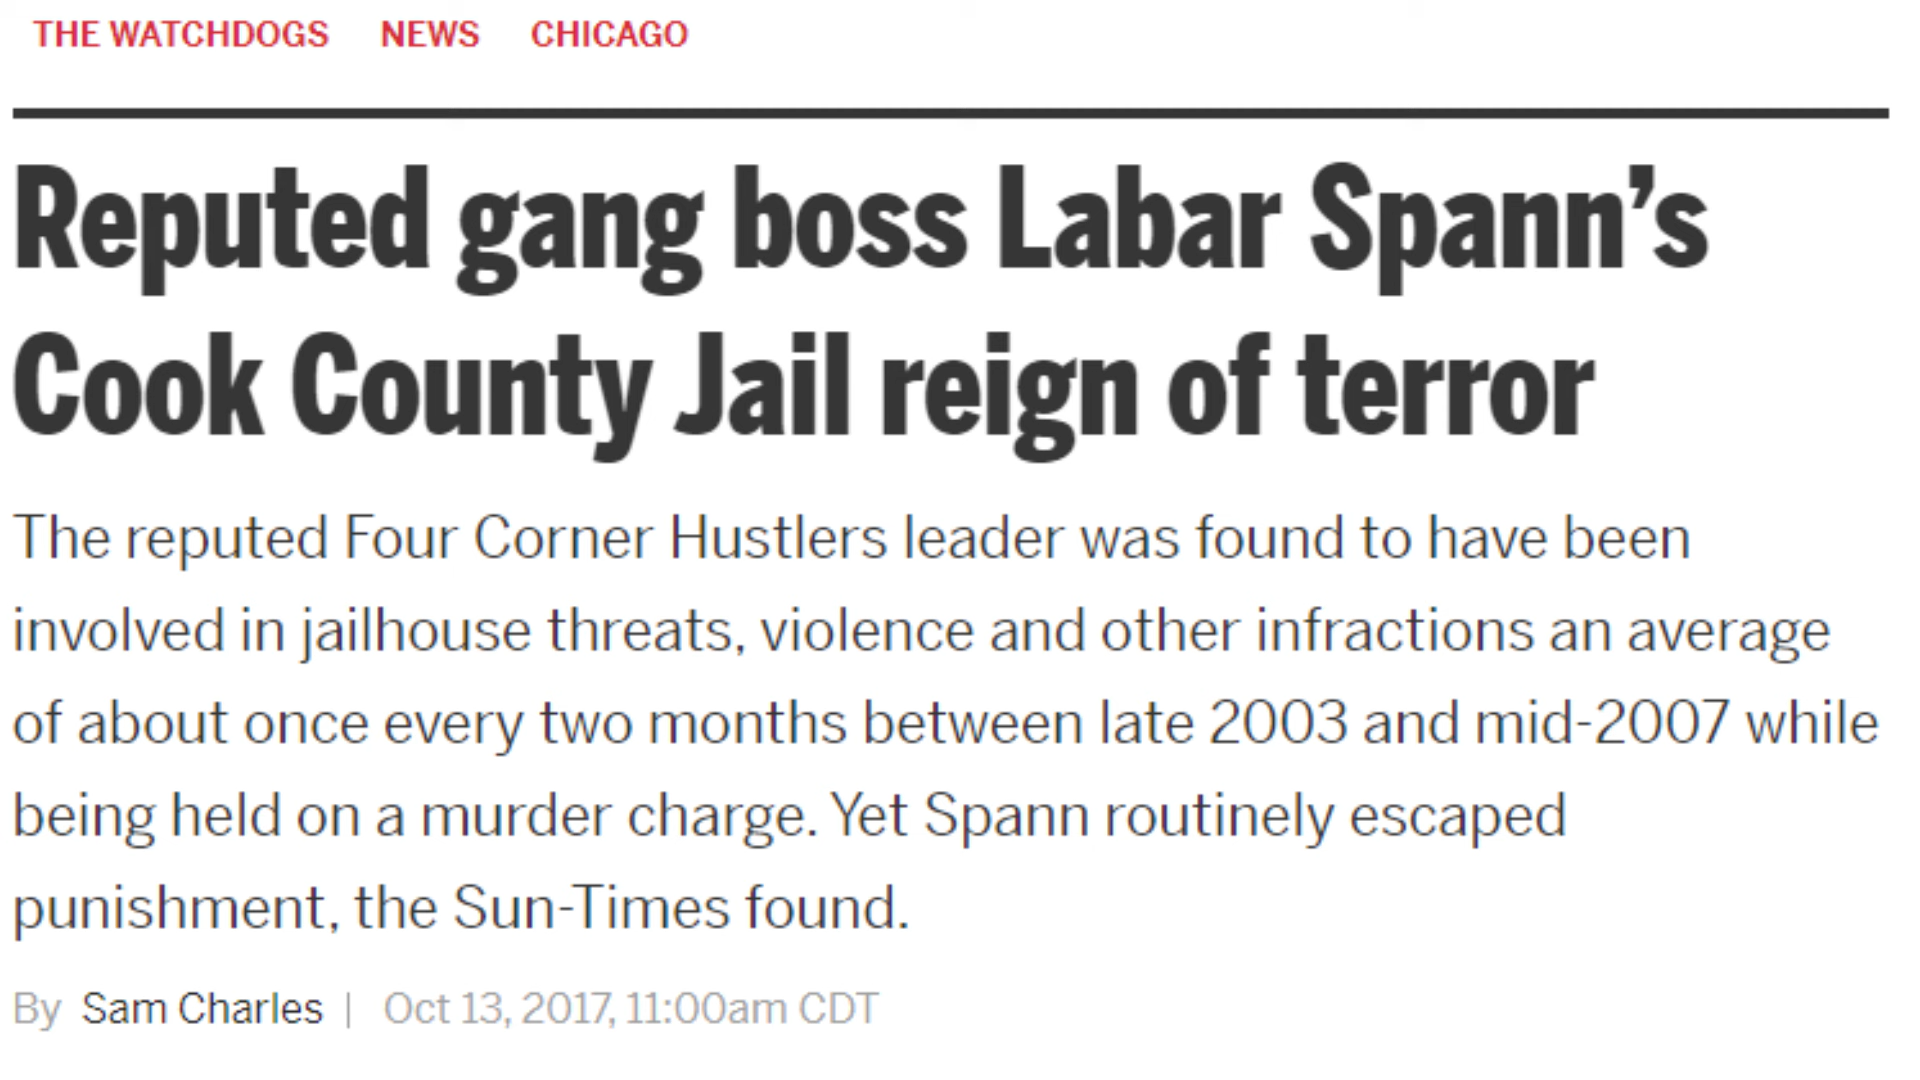 THE WATCHDOGS NEWS CHICAGO
Reputed gang boss Labar Spann’s
Cook County Jail reign of terror
The reputed Four Corner Hustlers leader was found to have been
involved in jailhouse threats, violence and other infractions an average
of about once every two months between late 2003 and mid-2007 while
being held on a murder charge. Yet Spann routinely escaped
punishment, the Sun-Times found.
By Sam Charles | Oct 13, 2017, 11:00am CDT